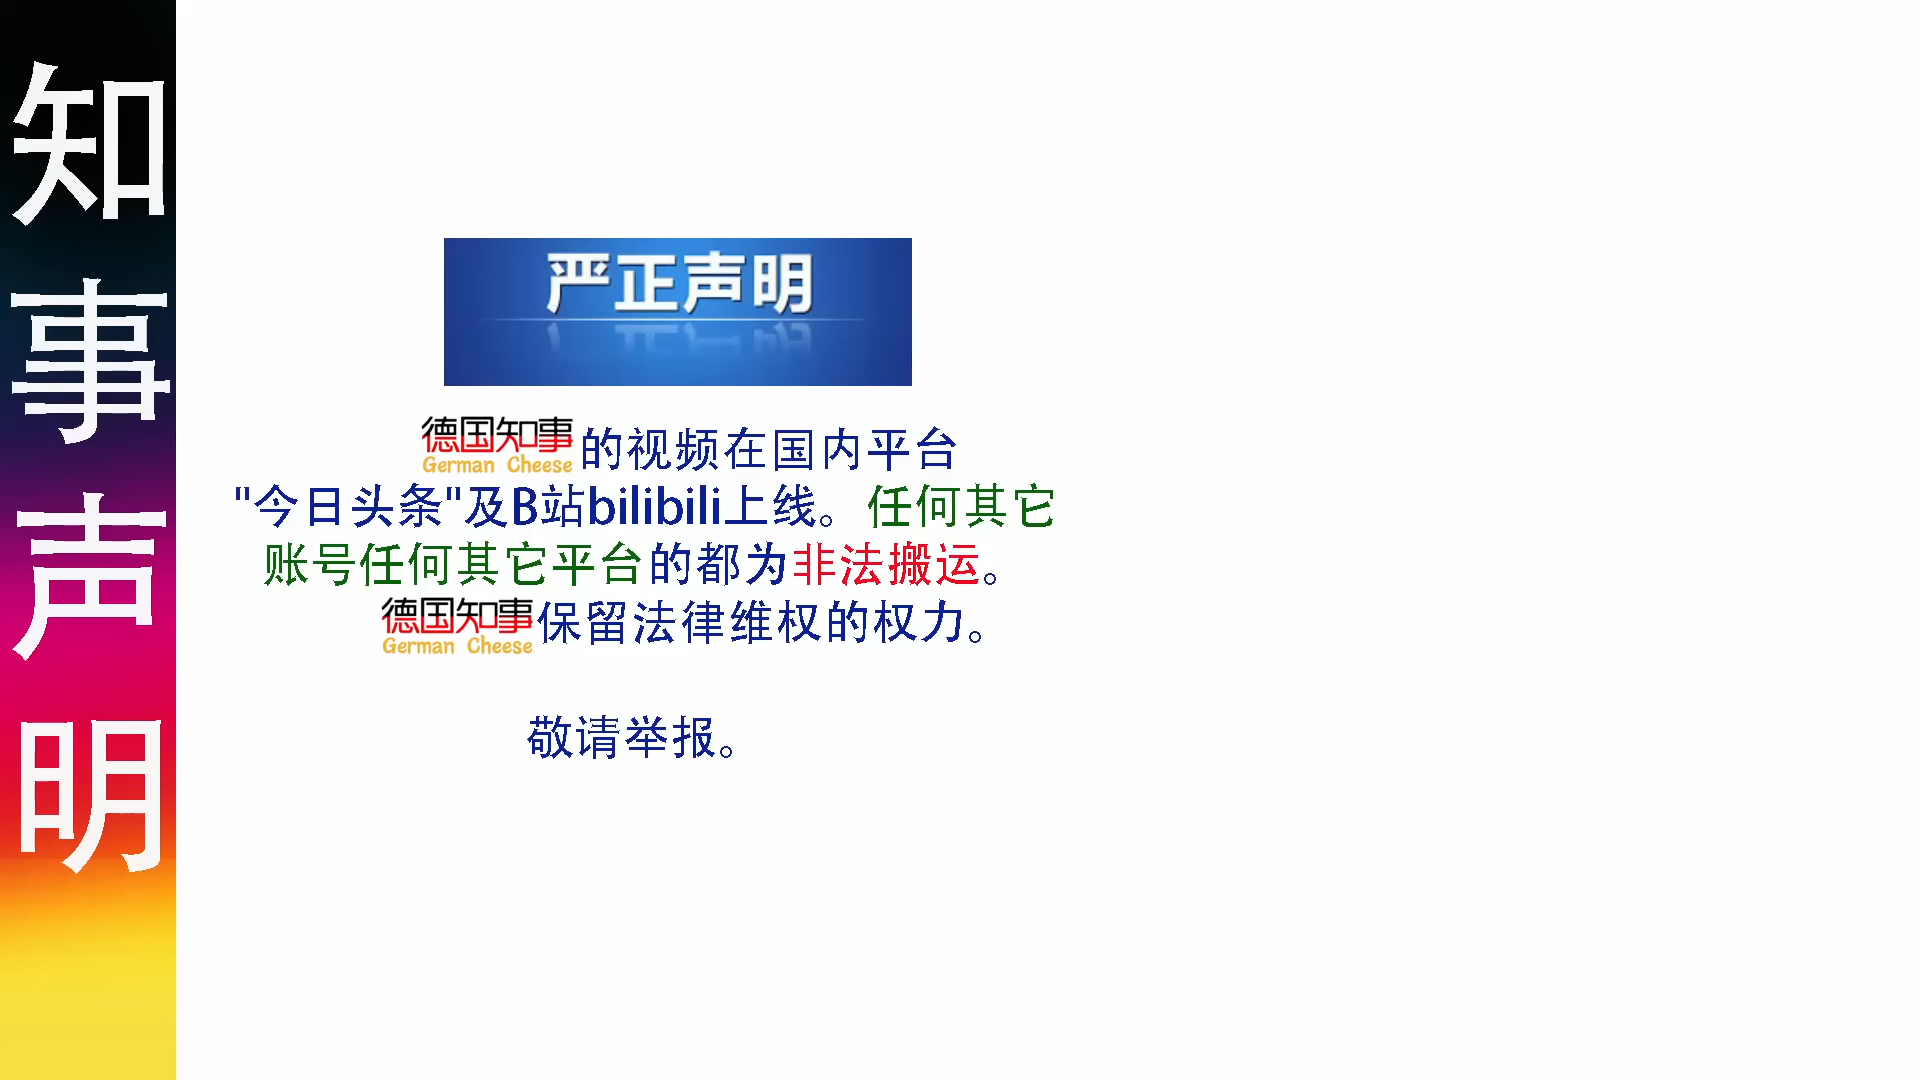 知事声明
严正声明
德国知事 German Cheese 的视频在国内平台
"今日头条"及B站bilibili上线。任何其它
账号任何其它平台的都为非法搬运。
德国知事 German Cheese 保留法律维权的权力。
敬请举报。